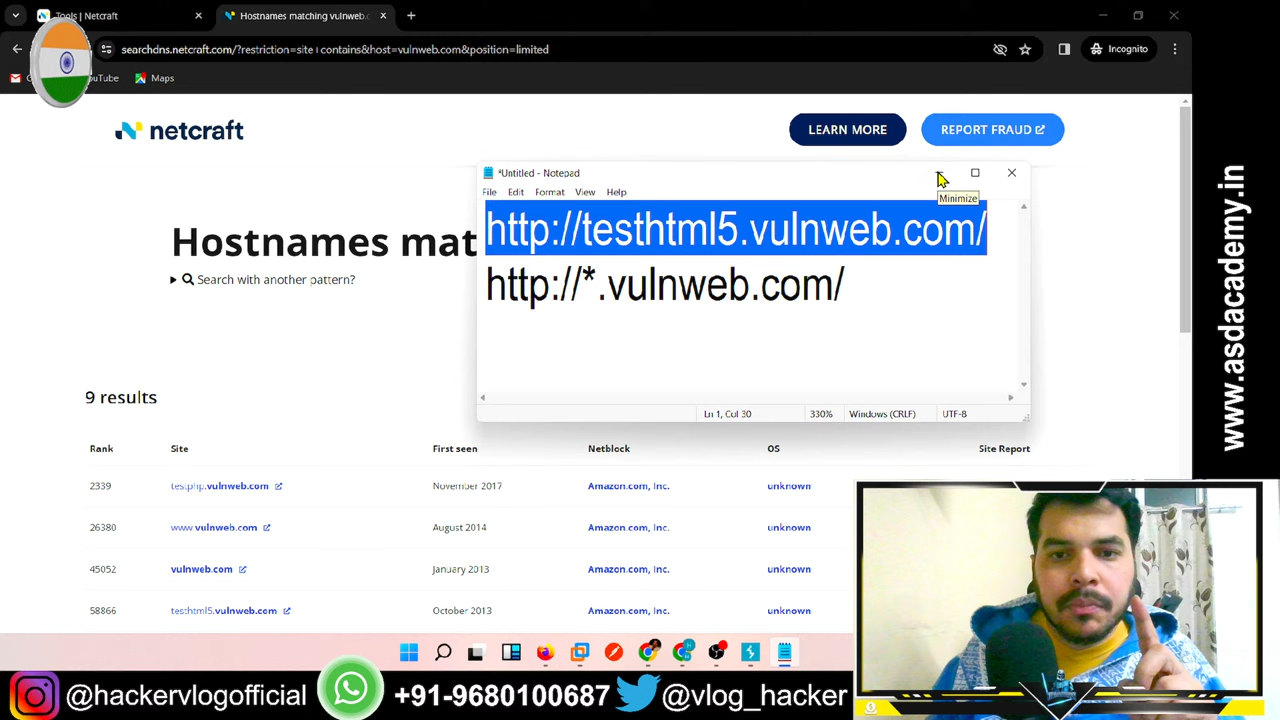 Tools | Netcraft
Hostnames matching vulnweb.c
searchdns.netcraft.com/?restriction=site+contains&host=vulnweb.com&position=limited
Incognito
YouTube
Maps
netcraft
LEARN MORE
REPORT FRAUD
*Untitled - Notepad
File Edit Format View Help
Minimize
http://testhtml5.vulnweb.com/
http://*.vulnweb.com/
Ln 1, Col 30 330% Windows (CRLF) UTF-8
Hostnames mat
Search with another pattern?
9 results
Rank Site First seen Netblock OS Site Report
2339 testphp.vulnweb.com November 2017 Amazon.com, Inc. unknown
26380 www.vulnweb.com August 2014 Amazon.com, Inc. unknown
45052 vulnweb.com January 2013 Amazon.com, Inc. unknown
58866 testhtml5.vulnweb.com October 2013 Amazon.com, Inc. unknown
www.asdacademy.in
@hackervlogofficial +91-9680100687 @vlog_hacker